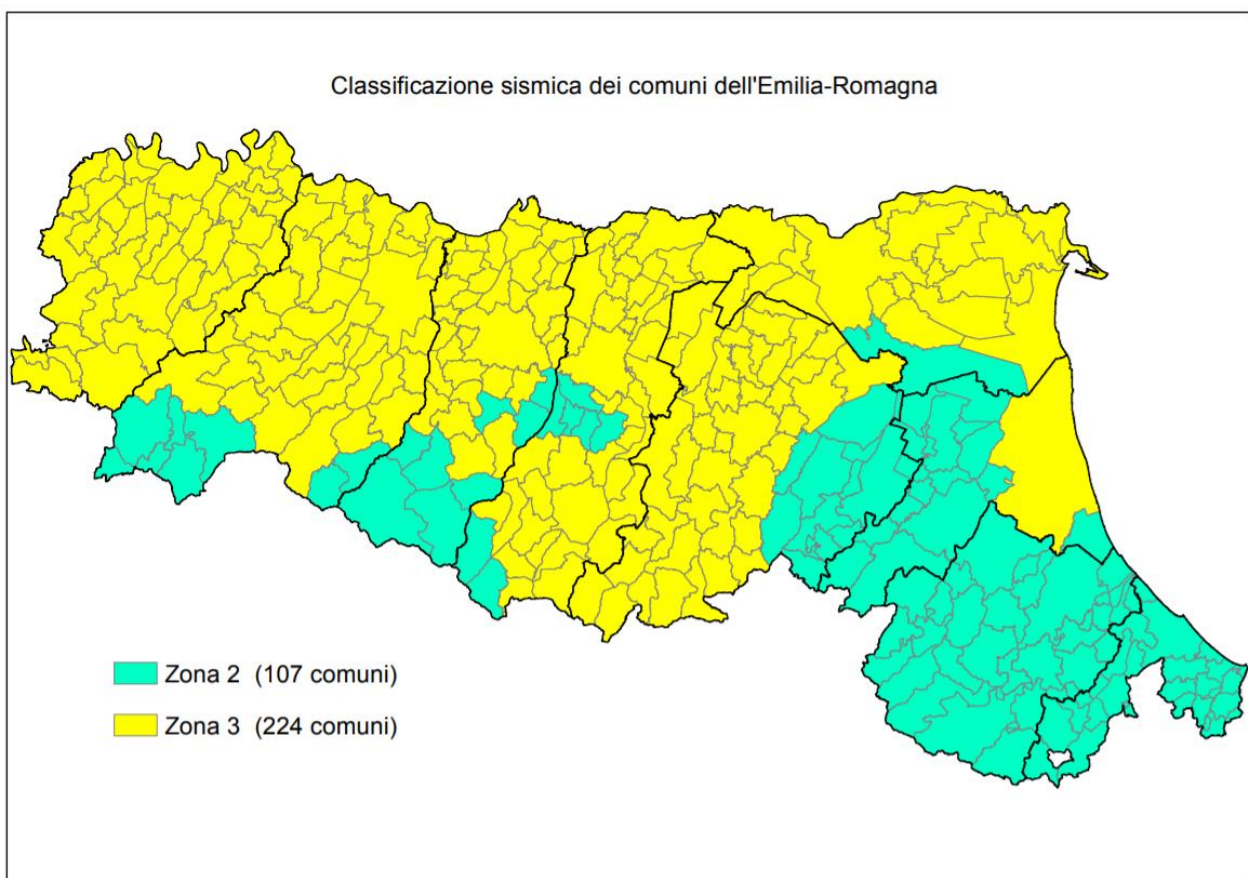 Classificazione sismica dei comuni dell'Emilia-Romagna
Zona 2 (107 comuni)
Zona 3 (224 comuni)